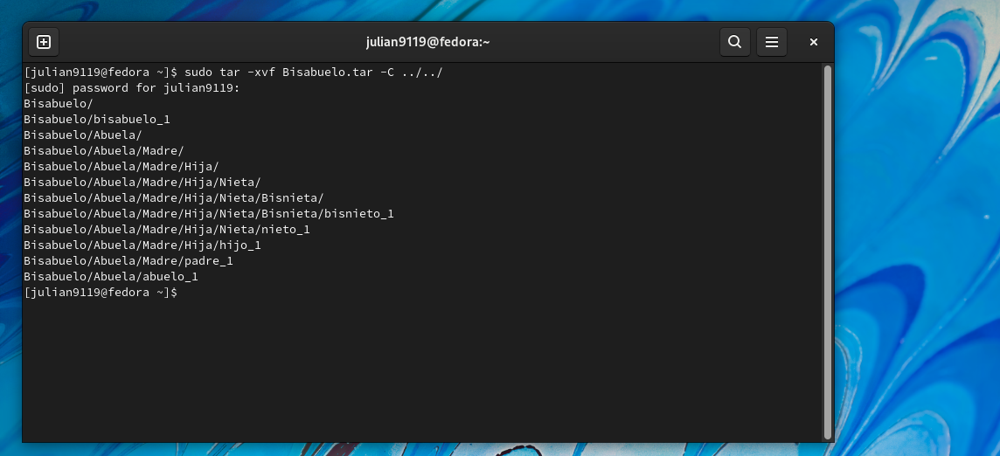 julian9119@fedora:~
[julian9119@fedora ~]$ sudo tar -xvf Bisabuelo.tar -C ../../
[sudo] password for julian9119:
Bisabuelo/
Bisabuelo/bisabuelo_1
Bisabuelo/Abuela/
Bisabuelo/Abuela/Madre/
Bisabuelo/Abuela/Madre/Hija/
Bisabuelo/Abuela/Madre/Hija/Nieta/
Bisabuelo/Abuela/Madre/Hija/Nieta/Bisnieta/
Bisabuelo/Abuela/Madre/Hija/Nieta/Bisnieta/bisnieto_1
Bisabuelo/Abuela/Madre/Hija/Nieta/nieto_1
Bisabuelo/Abuela/Madre/Hija/hijo_1
Bisabuelo/Abuela/Madre/padre_1
Bisabuelo/Abuela/abuelo_1
[julian9119@fedora ~]$